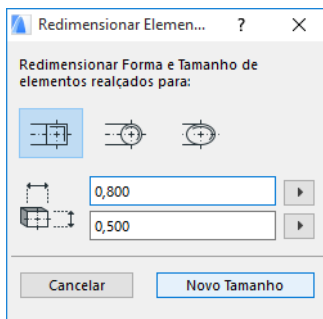 Redimensionar Elemen... ?
Redimensionar Forma e Tamanho de
elementos realçados para:
0,800
0,500
Cancelar Novo Tamanho